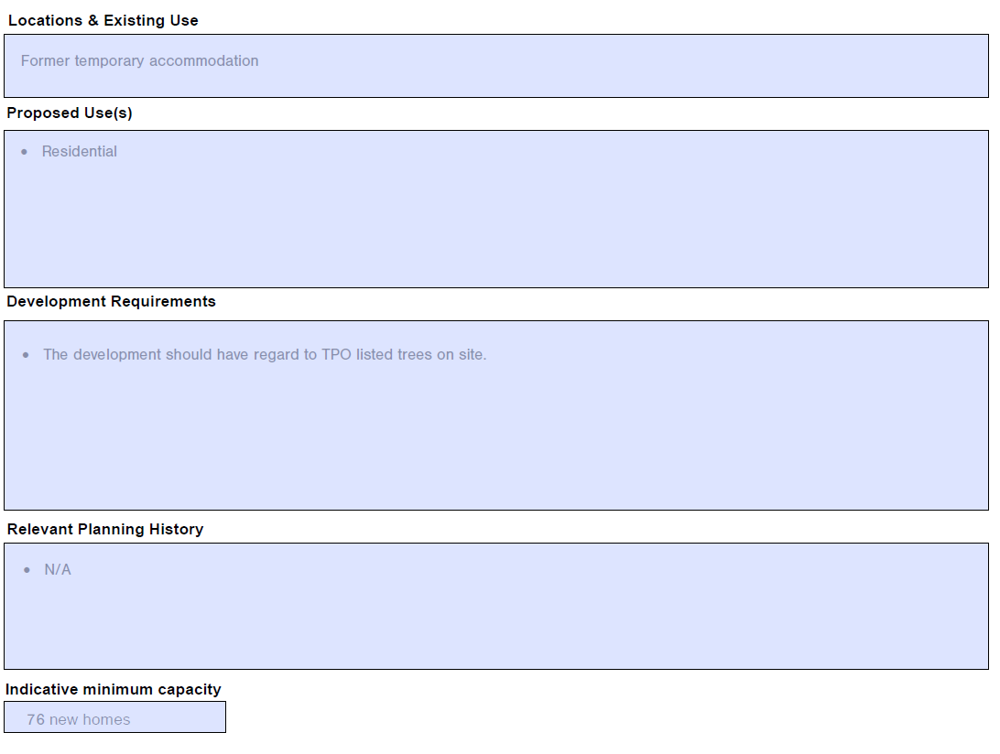 Locations & Existing Use
Former temporary accommodation
Proposed Use(s)
• Residential
Development Requirements
• The development should have regard to TPO listed trees on site.
Relevant Planning History
• N/A
Indicative minimum capacity
76 new homes